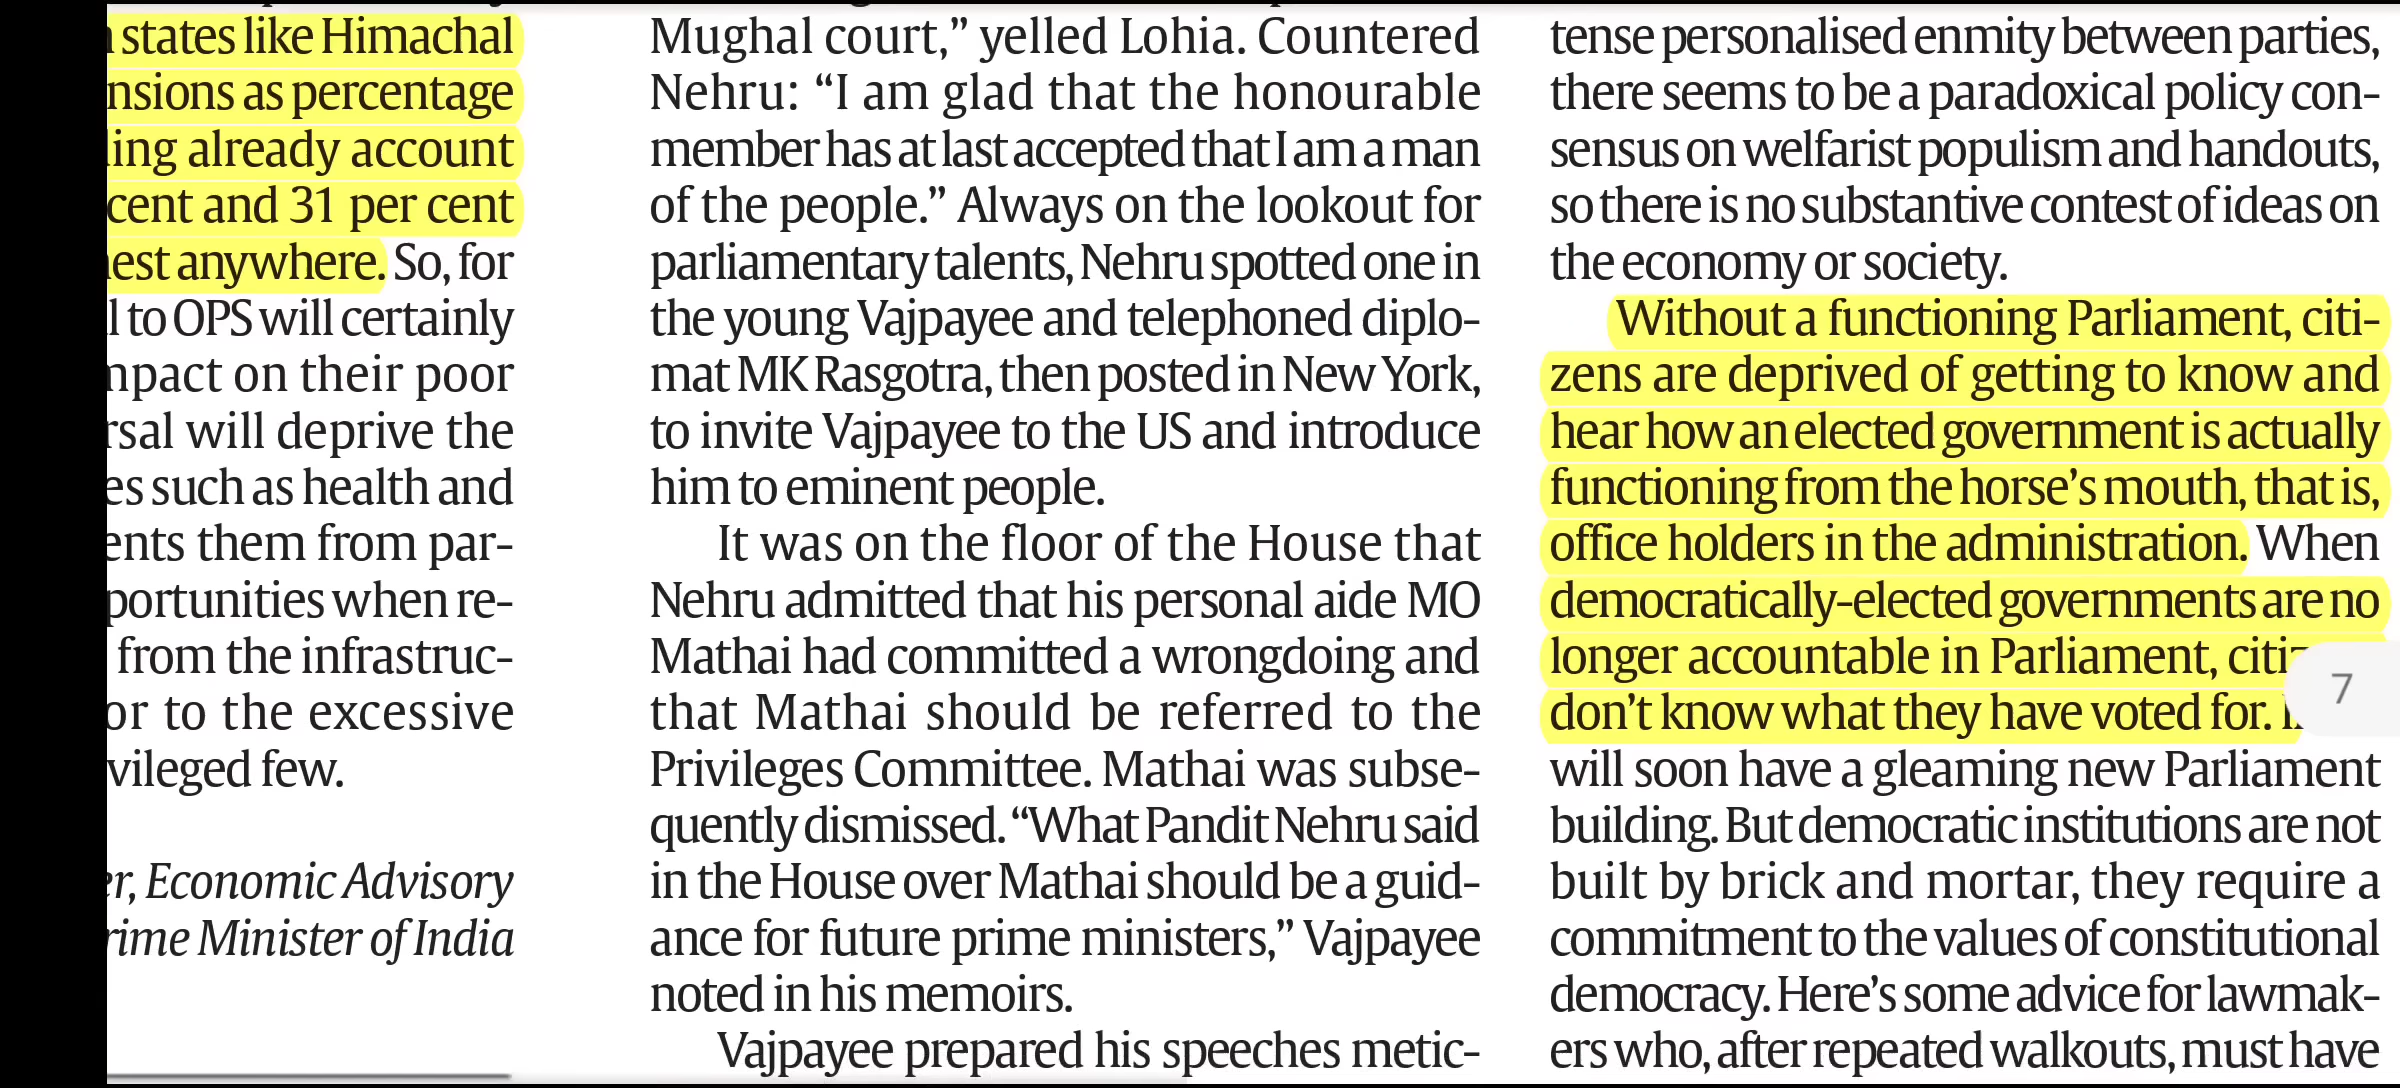 states like Himachal
nsions as percentage
ling already account
cent and 31 per cent
est anywhere. So, for
l to OPS will certainly
mpact on their poor
rsal will deprive the
es such as health and
ents them from par-
portunities when re-
from the infrastruc-
or to the excessive
vileged few.
er, Economic Advisory
rime Minister of India
Mughal court,” yelled Lohia. Countered
Nehru: “I am glad that the honourable
member has at last accepted that I am a man
of the people.” Always on the lookout for
parliamentary talents, Nehru spotted one in
the young Vajpayee and telephoned diplo-
mat MK Rasgotra, then posted in New York,
to invite Vajpayee to the US and introduce
him to eminent people.
It was on the floor of the House that
Nehru admitted that his personal aide MO
Mathai had committed a wrongdoing and
that Mathai should be referred to the
Privileges Committee. Mathai was subse-
quently dismissed. “What Pandit Nehru said
in the House over Mathai should be a guid-
ance for future prime ministers,” Vajpayee
noted in his memoirs.
Vajpayee prepared his speeches metic-
tense personalised enmity between parties,
there seems to be a paradoxical policy con-
sensus on welfarist populism and handouts,
so there is no substantive contest of ideas on
the economy or society.
Without a functioning Parliament, citi-
zens are deprived of getting to know and
hear how an elected government is actually
functioning from the horse’s mouth, that is,
office holders in the administration. When
democratically-elected governments are no
longer accountable in Parliament, citiz
don’t know what they have voted for.
will soon have a gleaming new Parliament
building. But democratic institutions are not
built by brick and mortar, they require a
commitment to the values of constitutional
democracy. Here’s some advice for lawmak-
ers who, after repeated walkouts, must have
7